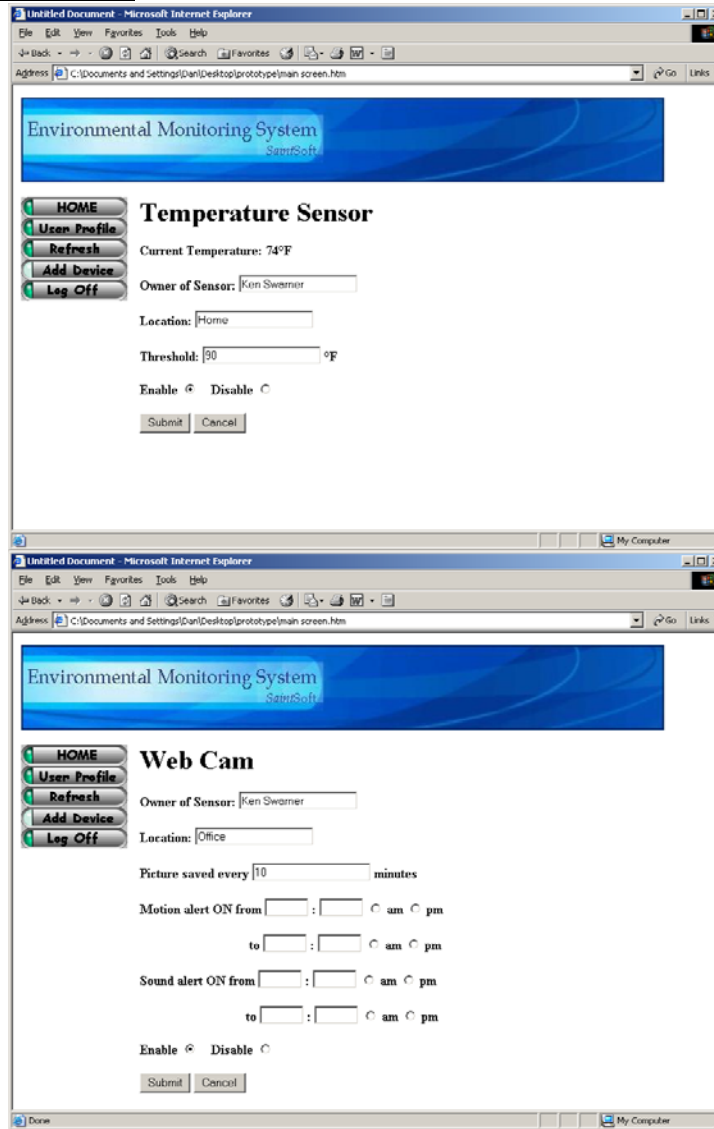 Untitled Document - Microsoft Internet Explorer
File Edit View Favorites Tools Help
Back Search Favorites
Address C:\Documents and Settings\Dan\Desktop\prototype\main screen.htm Go Links
Environmental Monitoring System
SaintSoft
HOME
User Profile
Refresh
Add Device
Log Off
Temperature Sensor
Current Temperature: 74°F
Owner of Sensor: Ken Swarner
Location: Home
Threshold: 90 °F
Enable Disable
Submit Cancel
My Computer
Untitled Document - Microsoft Internet Explorer
File Edit View Favorites Tools Help
Back Search Favorites
Address C:\Documents and Settings\Dan\Desktop\prototype\main screen.htm Go Links
Environmental Monitoring System
SaintSoft
HOME
User Profile
Refresh
Add Device
Log Off
Web Cam
Owner of Sensor: Ken Swarner
Location: Office
Picture saved every 10 minutes
Motion alert ON from : am pm
to : am pm
Sound alert ON from : am pm
to : am pm
Enable Disable
Submit Cancel
Done My Computer